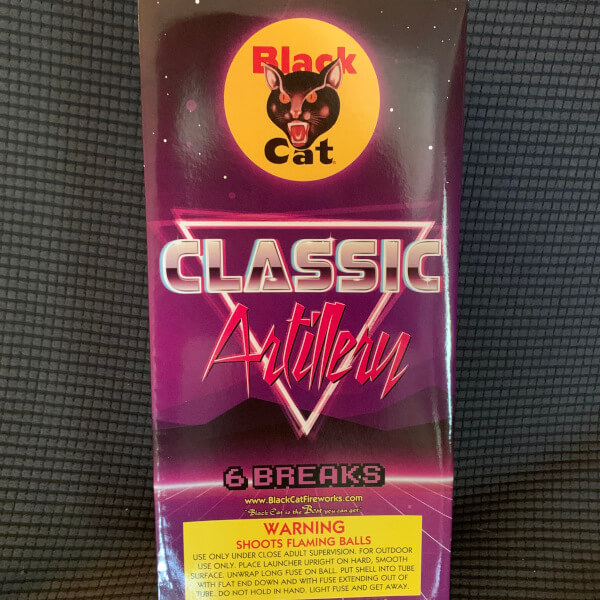 Black
Cat
CLASSIC
Artillery
6 BREAKS
www.BlackCatFireworks.com
Black Cat is the Best you can get
WARNING
SHOOTS FLAMING BALLS
USE ONLY UNDER CLOSE ADULT SUPERVISION. FOR OUTDOOR
USE ONLY. PLACE LAUNCHER UPRIGHT ON HARD, SMOOTH
SURFACE. UNWRAP LONG FUSE ON BALL. PUT SHELL INTO TUBE
WITH FLAT END DOWN AND WITH FUSE EXTENDING OUT OF
TUBE. DO NOT HOLD IN HAND. LIGHT FUSE AND GET AWAY.